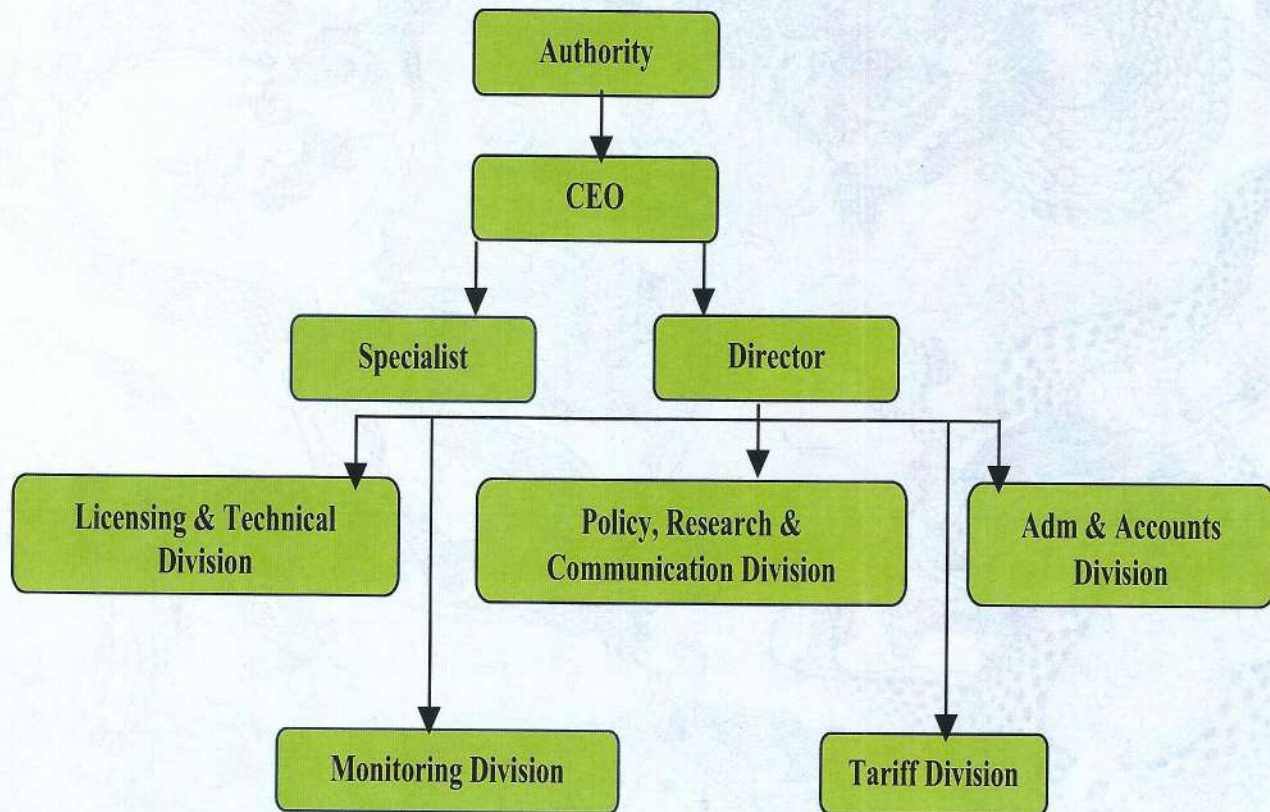 Authority
CEO
Specialist
Director
Licensing & Technical
Division
Policy, Research &
Communication Division
Adm & Accounts
Division
Monitoring Division
Tariff Division